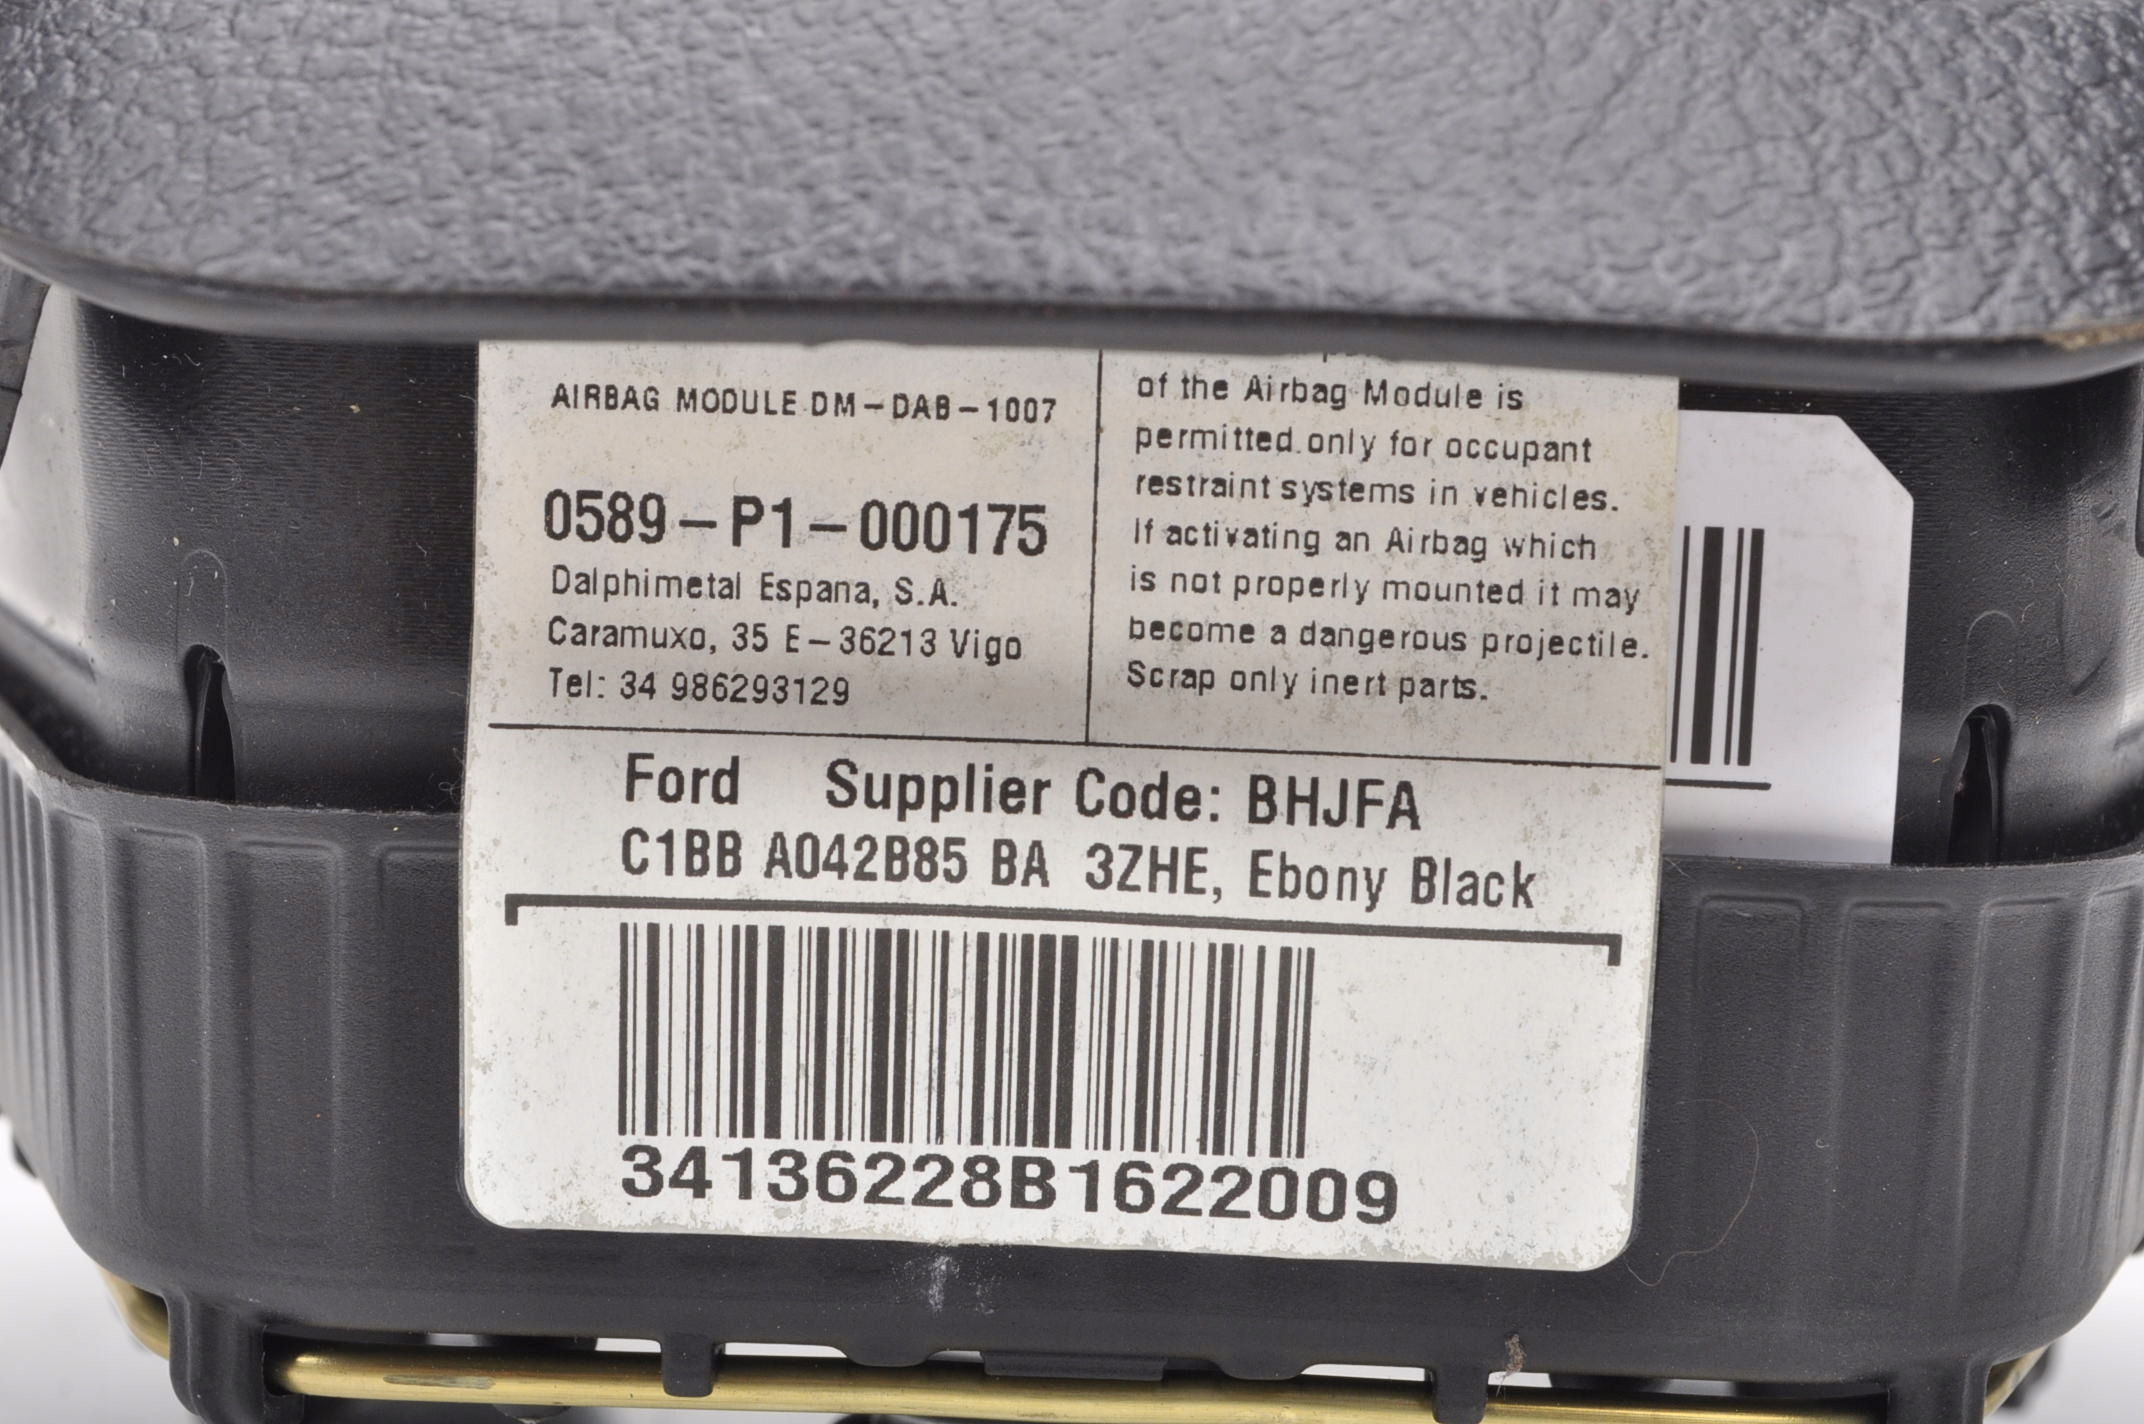 AIRBAG MODULE DM-DAB-1007
0589-P1-000175
Dalphimetal Espana, S.A.
Caramuxo, 35 E-36213 Vigo
Tel: 34 986293129
of the Airbag Module is
permitted only for occupant
restraint systems in vehicles.
If activating an Airbag which
is not properly mounted it may
become a dangerous projectile.
Scrap only inert parts.
Ford Supplier Code: BHJFA
C1BB A042B85 BA 3ZHE, Ebony Black
34136228B1622009